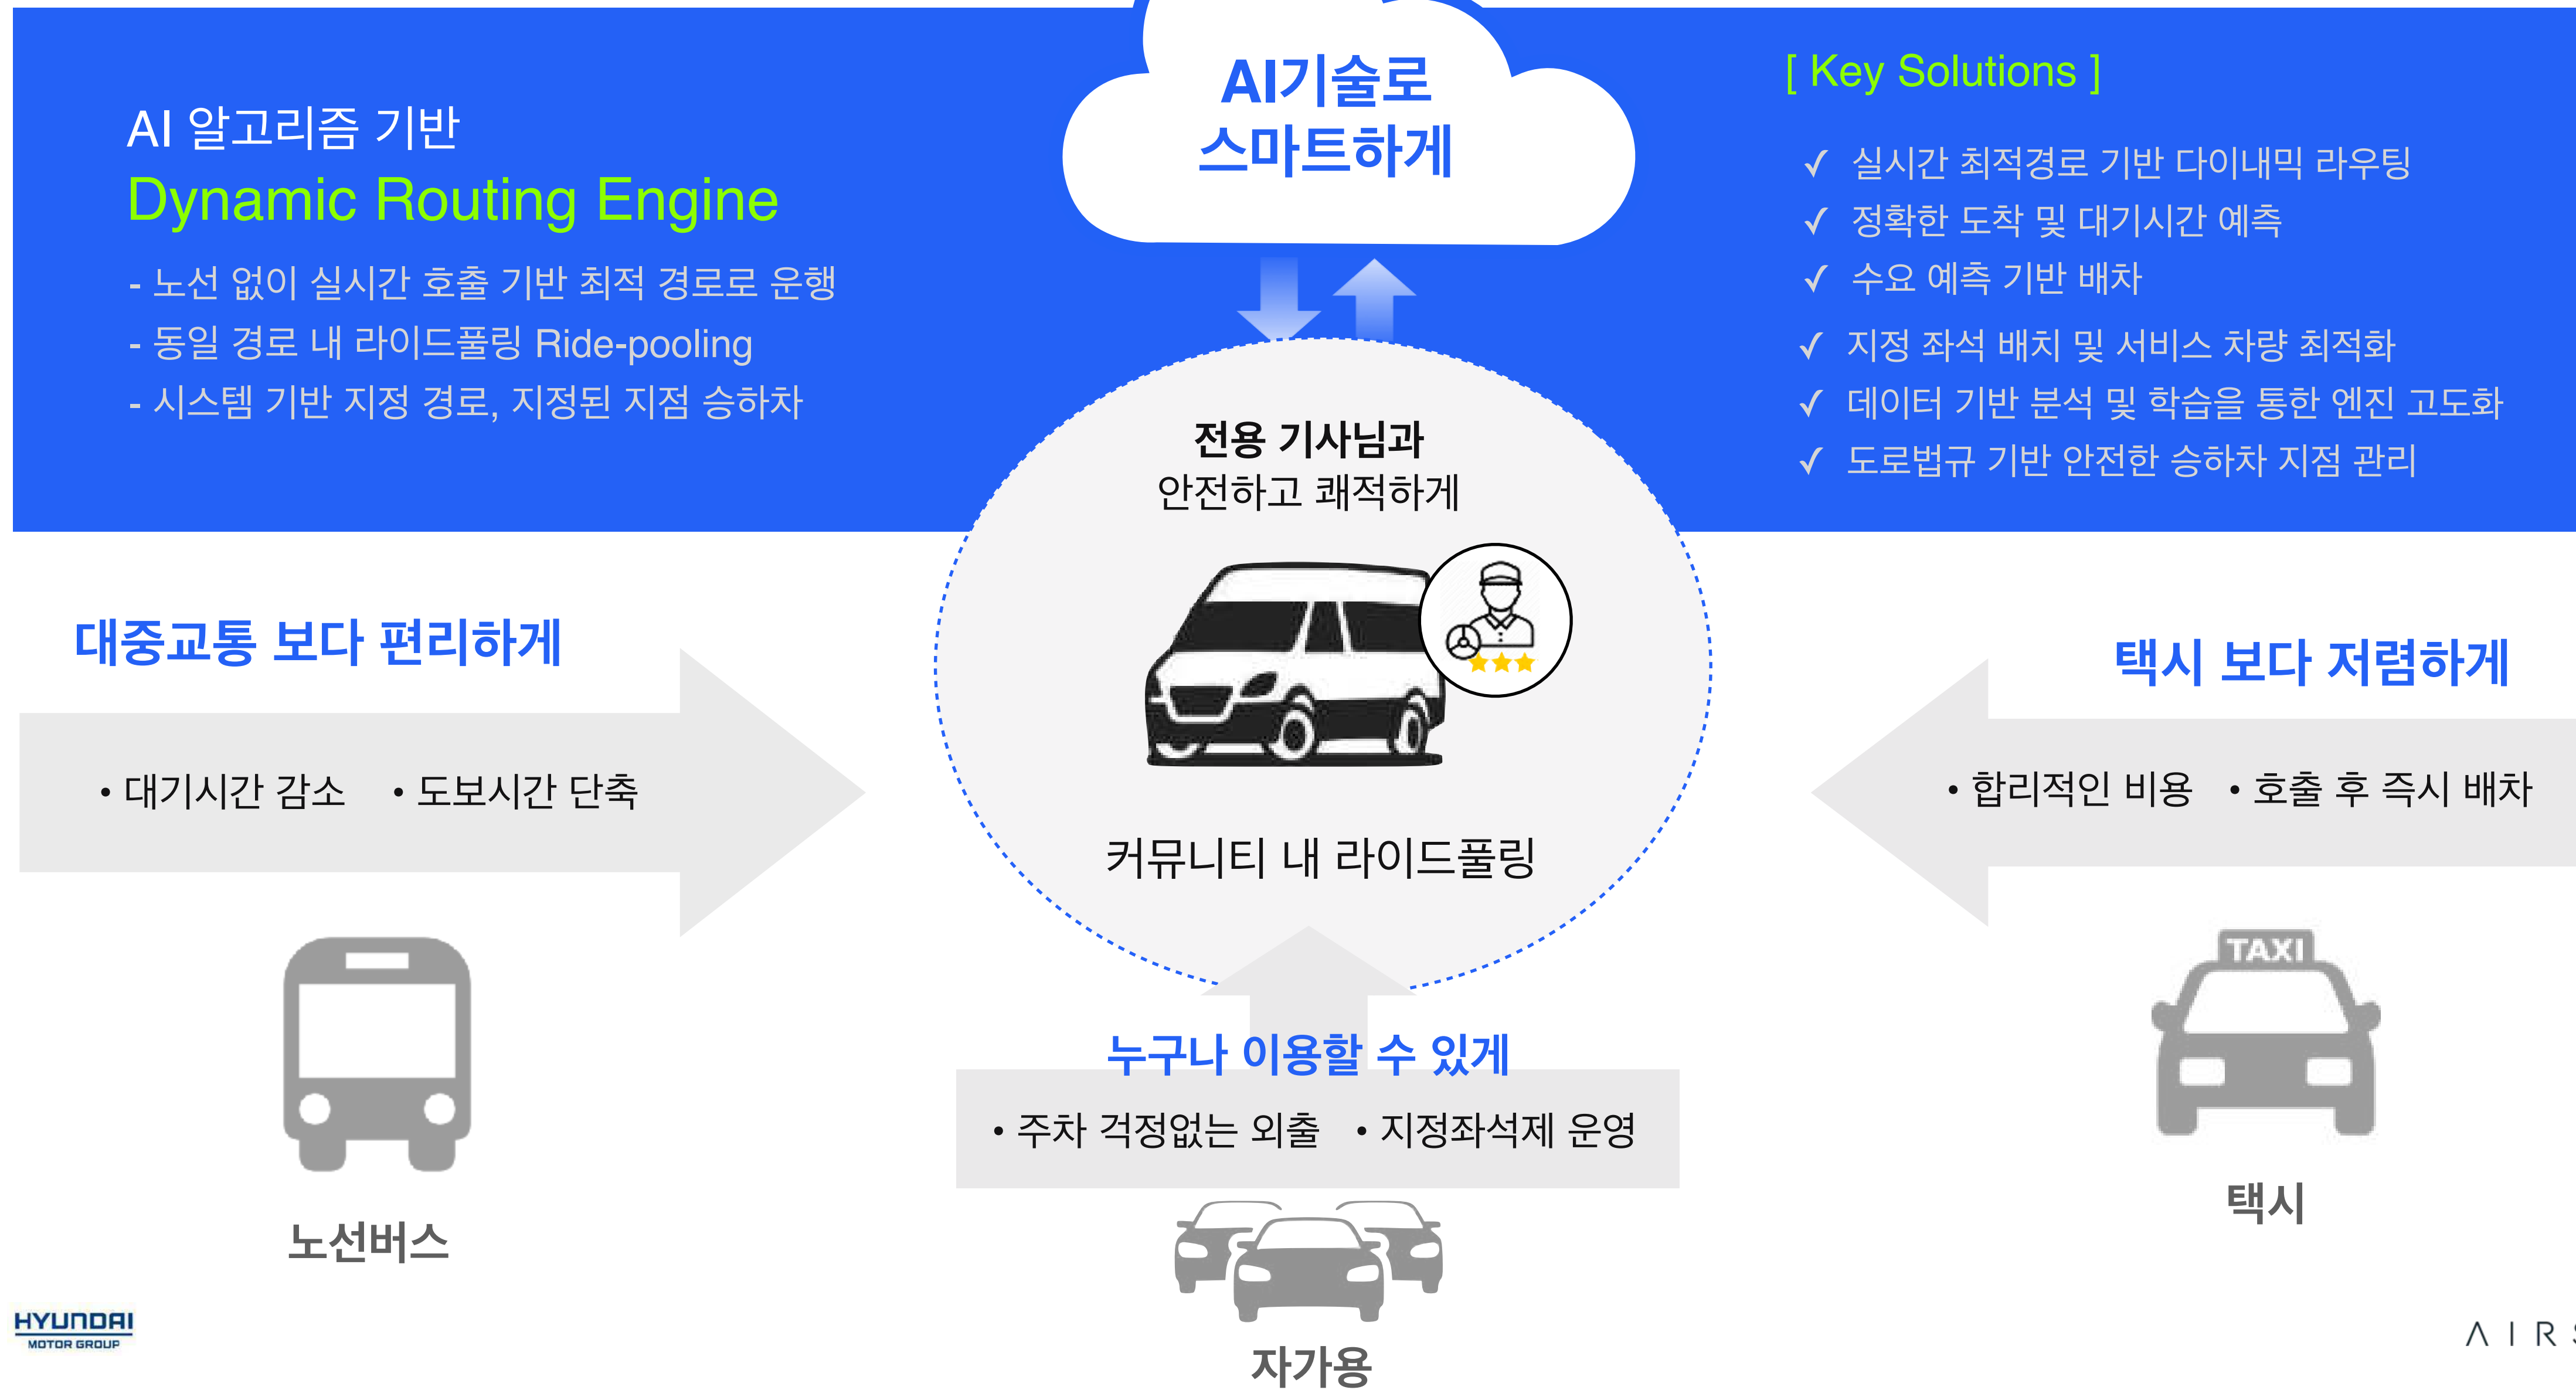 AI기술로
스마트하게
AI 알고리즘 기반
Dynamic Routing Engine
- 노선 없이 실시간 호출 기반 최적 경로로 운행
- 동일 경로 내 라이드풀링 Ride-pooling
- 시스템 기반 지정 경로, 지정된 지점 승하차
[ Key Solutions ]
✓ 실시간 최적경로 기반 다이내믹 라우팅
✓ 정확한 도착 및 대기시간 예측
✓ 수요 예측 기반 배차
✓ 지정 좌석 배치 및 서비스 차량 최적화
✓ 데이터 기반 분석 및 학습을 통한 엔진 고도화
✓ 도로법규 기반 안전한 승하차 지점 관리
전용 기사님과
안전하고 쾌적하게
커뮤니티 내 라이드풀링
대중교통 보다 편리하게
• 대기시간 감소 • 도보시간 단축
노선버스
택시 보다 저렴하게
• 합리적인 비용 • 호출 후 즉시 배차
TAXI
택시
누구나 이용할 수 있게
• 주차 걱정없는 외출 • 지정좌석제 운영
자가용
HYUNDAI
MOTOR GROUP
AIRS